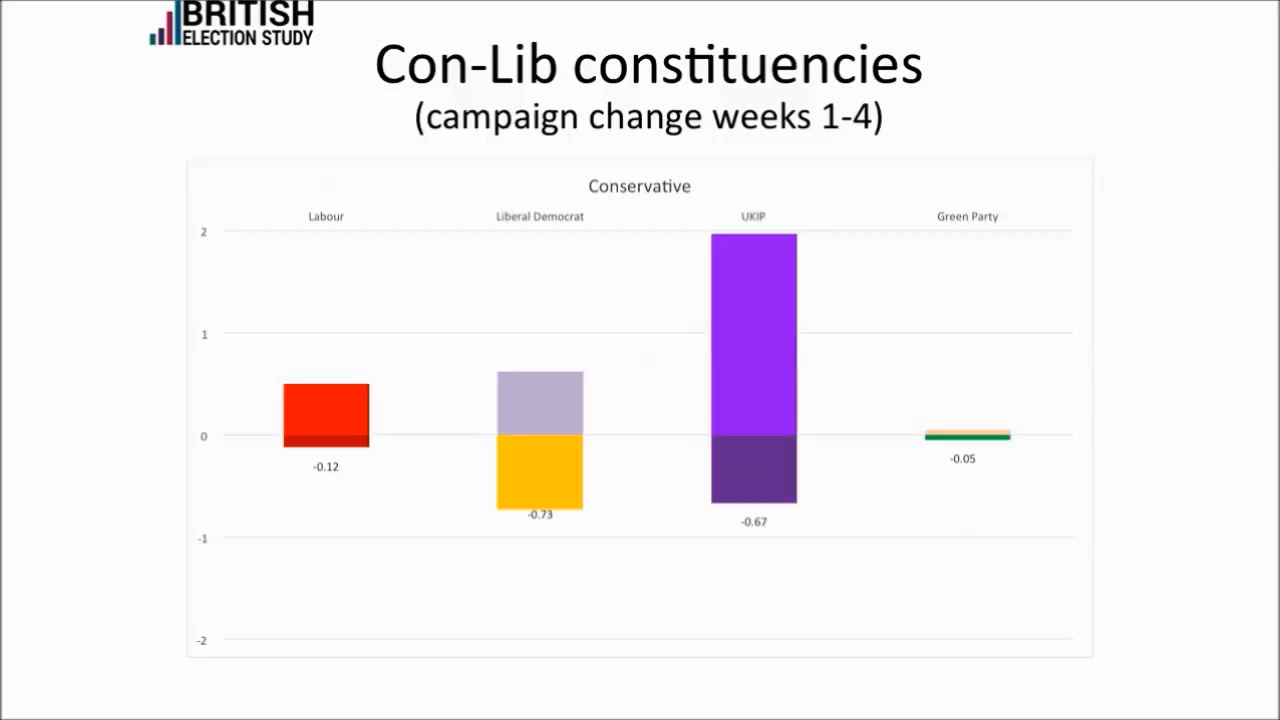 BRITISH
ELECTION STUDY
Con-Lib constituencies
(campaign change weeks 1-4)
Conservative
Labour Liberal Democrat UKIP Green Party
2
1
0
-0.12 -0.73 -0.67 -0.05
-1
-2